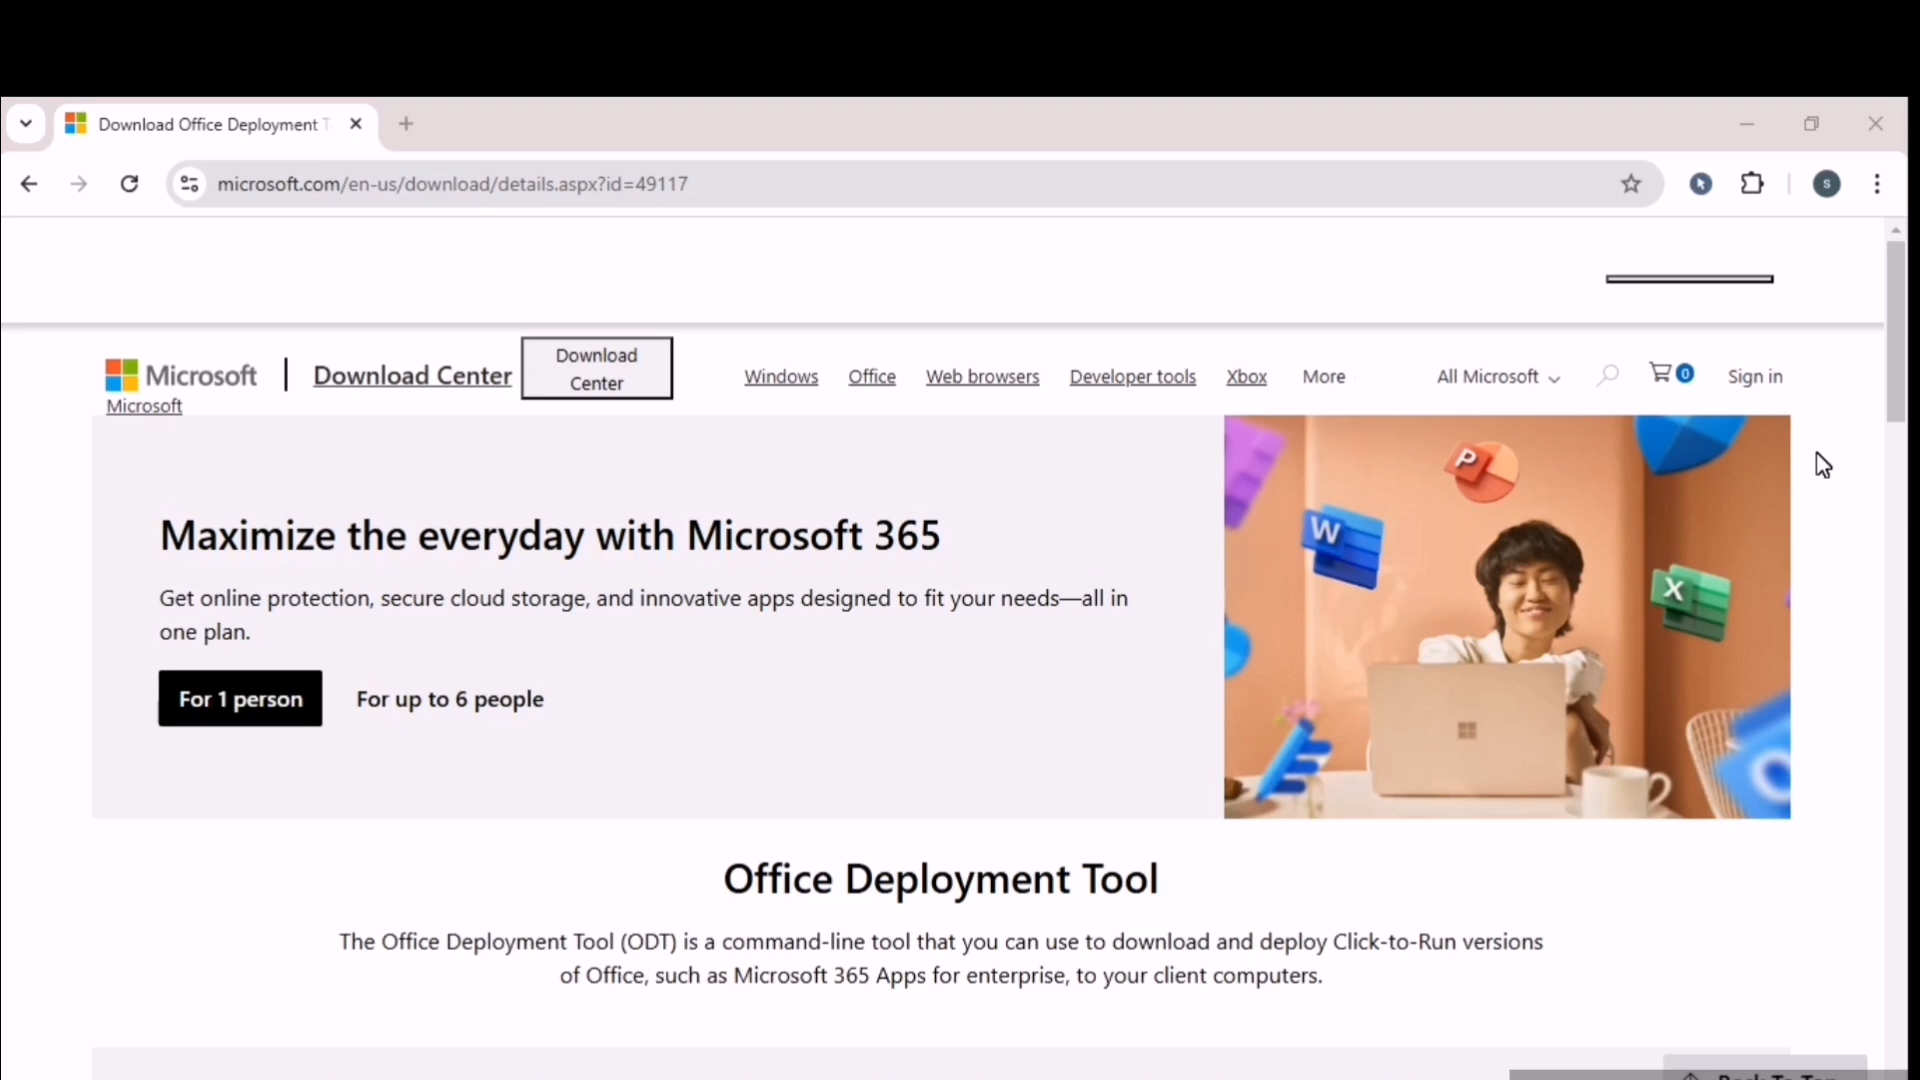 Download Office Deployment T
microsoft.com/en-us/download/details.aspx?id=49117
S
Microsoft
Download Center
Download
Center
Windows
Office
Web browsers
Developer tools
Xbox
More
All Microsoft
0
Sign in
Microsoft
Maximize the everyday with Microsoft 365
Get online protection, secure cloud storage, and innovative apps designed to fit your needs—all in
one plan.
For 1 person
For up to 6 people
P
W
X
Office Deployment Tool
The Office Deployment Tool (ODT) is a command-line tool that you can use to download and deploy Click-to-Run versions
of Office, such as Microsoft 365 Apps for enterprise, to your client computers.
Back To Top